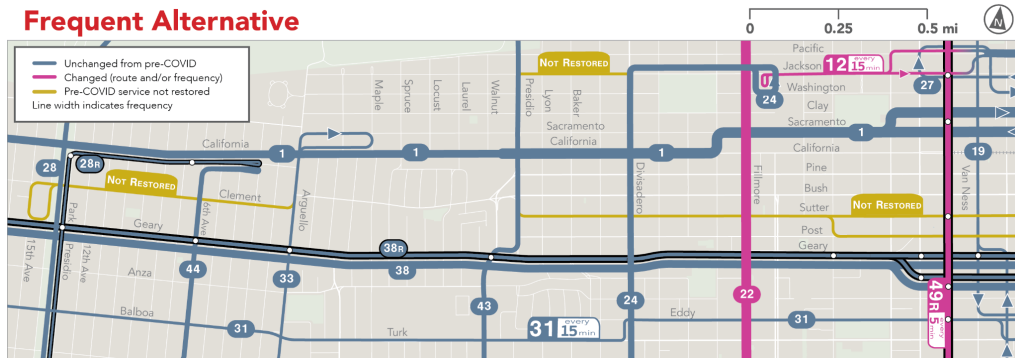 Frequent Alternative
0
0.25
0.5 mi
N
Unchanged from pre-COVID
Changed (route and/or frequency)
Pre-COVID service not restored
Line width indicates frequency
NOT RESTORED
Pacific
Jackson
12 every 15 min
Washington
27
24
Clay
Sacramento
1
California
Maple
Spruce
Locust
Laurel
Walnut
Presidio
Lyon
Baker
Sacramento
California
California
1
1
1
28
28R
19
NOT RESTORED
Clement
Arguello
6th Ave
Divisadero
Fillmore
Pine
Bush
Sutter
NOT RESTORED
Van Ness
Post
Geary
Park Presidio
Geary
38R
38
15th Ave
12th Ave
44
33
Anza
43
24
22
49R 5 every min
Balboa
31
Turk
31 every 15 min
Eddy
31